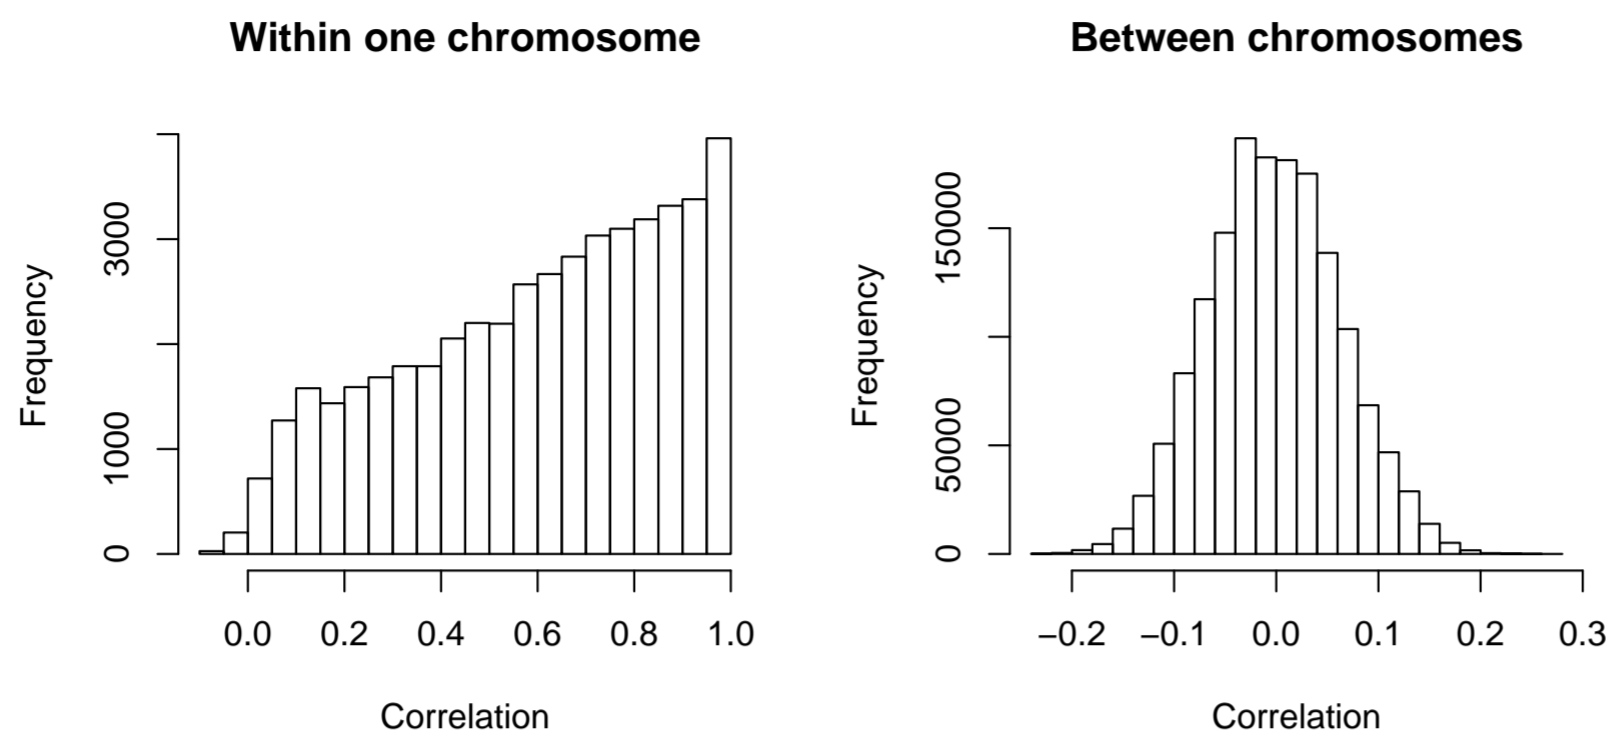 Within one chromosome
Frequency
0 1000 3000
0.0 0.2 0.4 0.6 0.8 1.0
Correlation
Between chromosomes
Frequency
0 50000 150000
−0.2 −0.1 0.0 0.1 0.2 0.3
Correlation